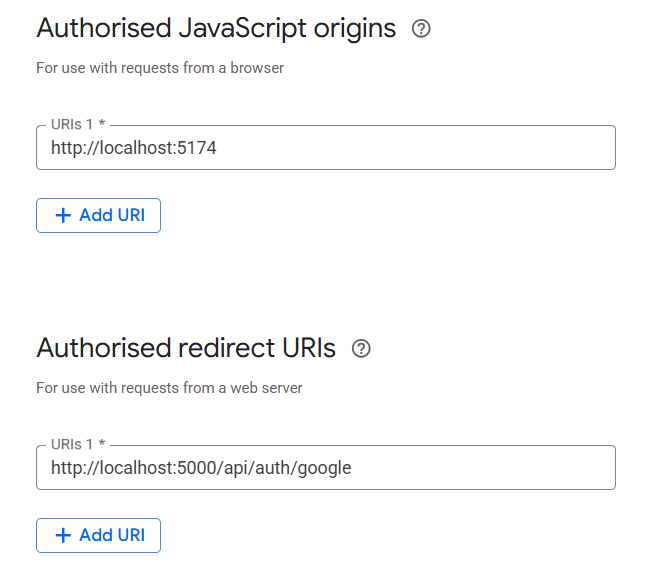 Authorised JavaScript origins
For use with requests from a browser
URIs 1 *
http://localhost:5174
+ Add URI
Authorised redirect URIs
For use with requests from a web server
URIs 1 *
http://localhost:5000/api/auth/google
+ Add URI